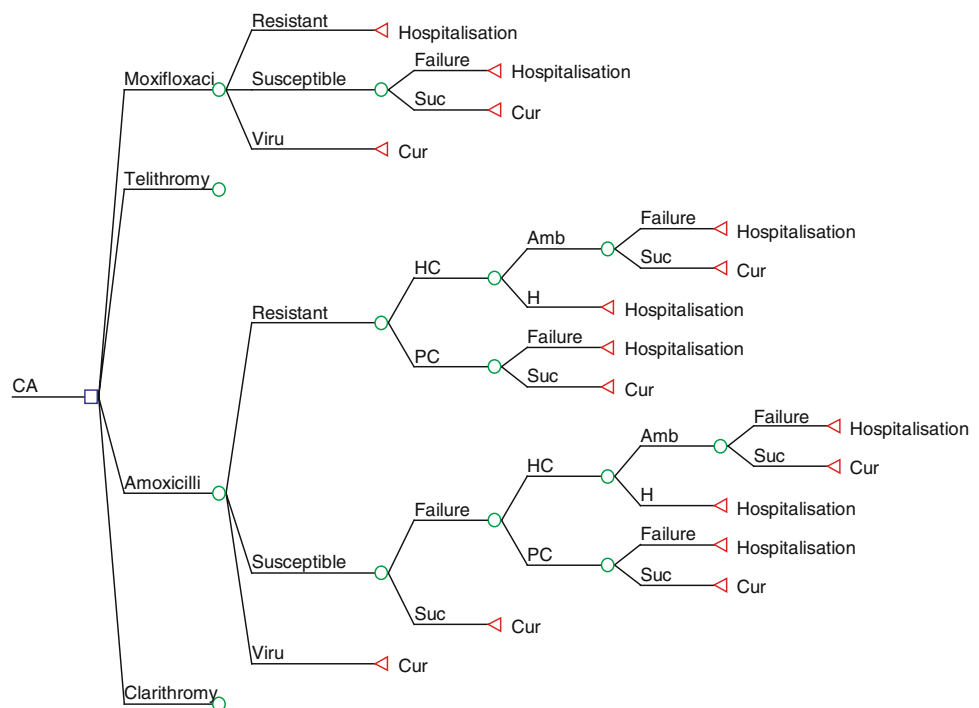 Resistant
Hospitalisation
Moxifloxaci
Susceptible
Failure
Hospitalisation
Suc
Cur
Viru
Cur
Telithromy
CA
Amoxicilli
Resistant
HC
Amb
Failure
Hospitalisation
Suc
Cur
H
Hospitalisation
PC
Failure
Hospitalisation
Suc
Cur
Susceptible
Failure
HC
Amb
Failure
Hospitalisation
Suc
Cur
H
Hospitalisation
PC
Failure
Hospitalisation
Suc
Cur
Suc
Cur
Viru
Cur
Clarithromy